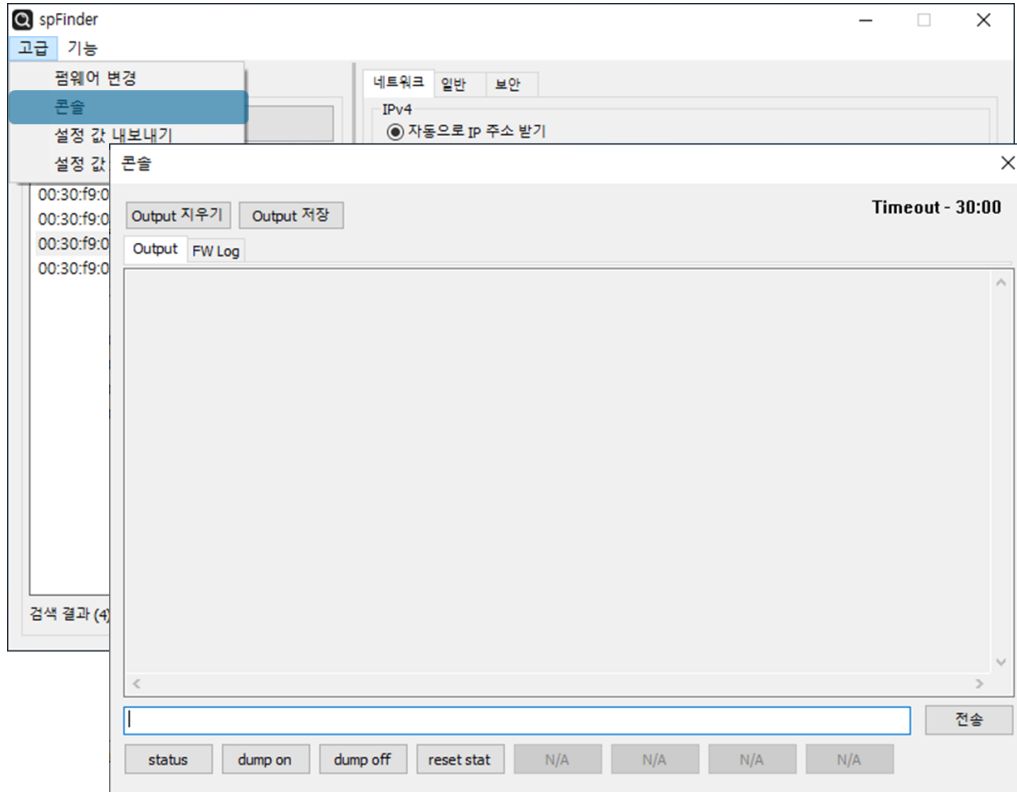 spFinder
고급 기능
펌웨어 변경
콘솔
설정 값 내보내기
설정 값
네트워크 일반 보안
IPv4
자동으로 IP 주소 받기
00:30:f9:0
00:30:f9:0
00:30:f9:0
00:30:f9:0
검색 결과 (4)
콘솔
Output 지우기 Output 저장
Timeout - 30:00
Output FW Log
전송
status dump on dump off reset stat N/A N/A N/A N/A